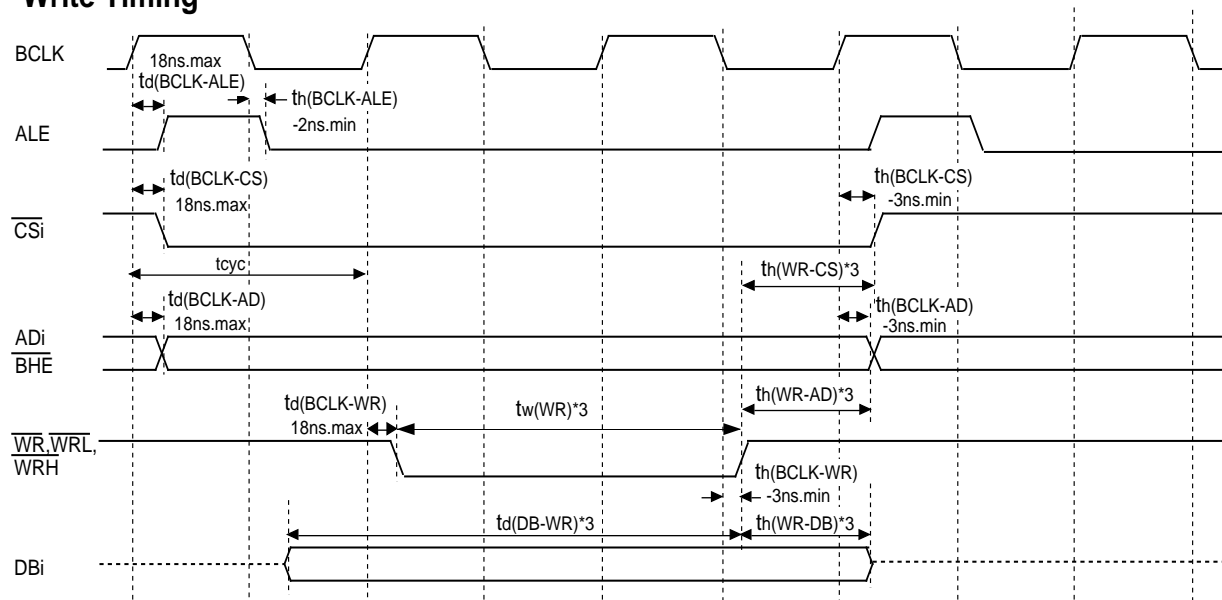 Write Timing
BCLK
18ns.max
td(BCLK-ALE)
th(BCLK-ALE)
-2ns.min
ALE
td(BCLK-CS)
18ns.max
th(BCLK-CS)
-3ns.min
CSi
tcyc
th(WR-CS)*3
td(BCLK-AD)
18ns.max
th(BCLK-AD)
-3ns.min
ADi
BHE
td(BCLK-WR)
18ns.max
tw(WR)*3
th(WR-AD)*3
WR,WRL,
WRH
th(BCLK-WR)
-3ns.min
td(DB-WR)*3
th(WR-DB)*3
DBi